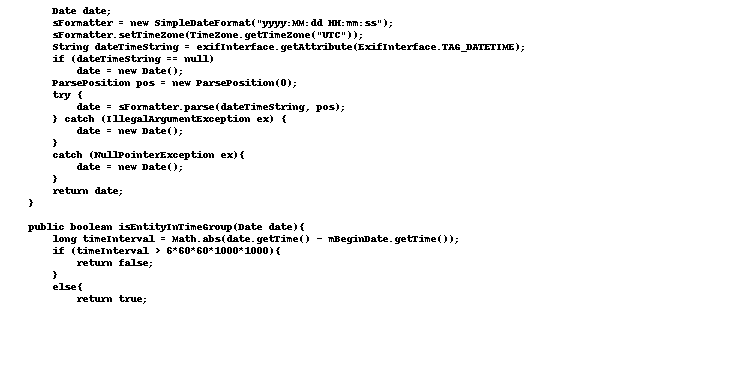 Date date;
sFormatter = new SimpleDateFormat("yyyy:MM:dd HH:mm:ss");
sFormatter.setTimeZone(TimeZone.getTimeZone("UTC"));
String dateTimeString = exifInterface.getAttribute(ExifInterface.TAG_DATETIME);
if (dateTimeString == null)
date = new Date();
ParsePosition pos = new ParsePosition(0);
try {
date = sFormatter.parse(dateTimeString, pos);
} catch (IllegalArgumentException ex) {
date = new Date();
}
catch (NullPointerException ex){
date = new Date();
}
return date;
}
public boolean isEntityInTimeGroup(Date date){
long timeInterval = Math.abs(date.getTime() - mBeginDate.getTime());
if (timeInterval > 6*60*60*1000*1000){
return false;
}
else{
return true;